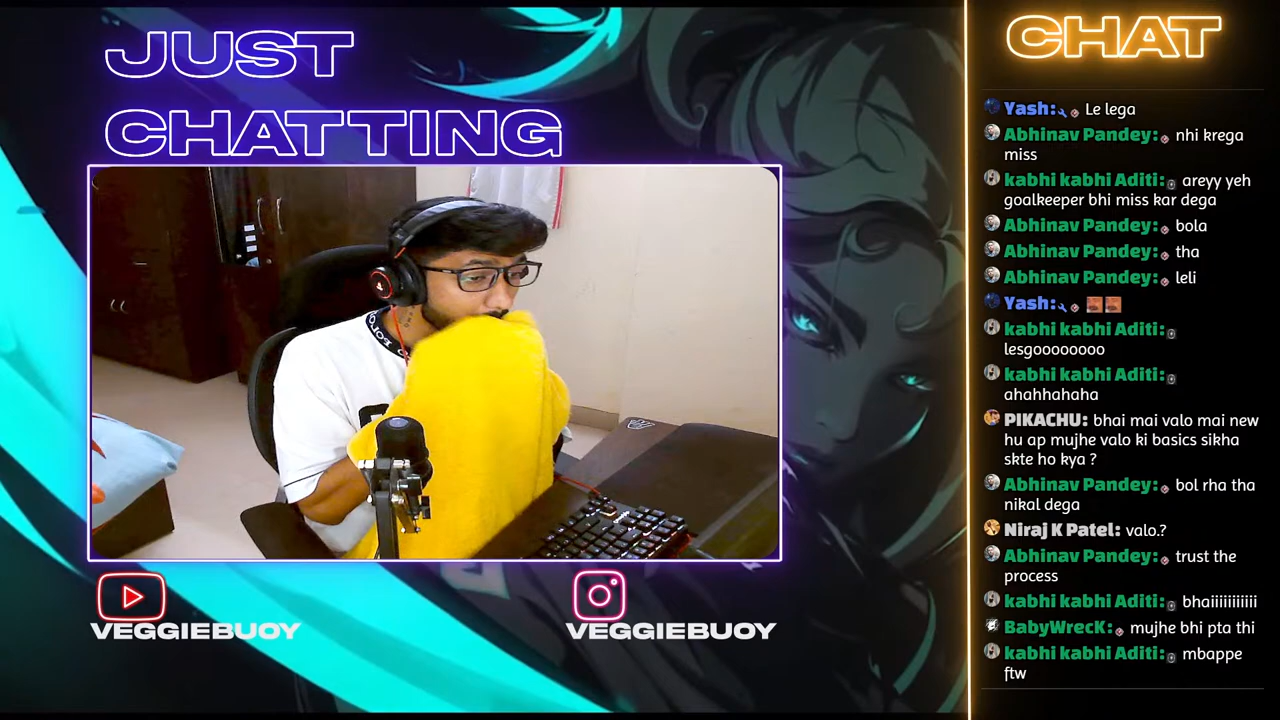 JUST
CHATTING
VEGGIEBUOY
VEGGIEBUOY
CHAT
Yash: Le lega
Abhinav Pandey: nhi krega
miss
kabhi kabhi Aditi: areyy yeh
goalkeeper bhi miss kar dega
Abhinav Pandey: bola
Abhinav Pandey: tha
Abhinav Pandey: leli
Yash:
kabhi kabhi Aditi:
lesgoooooooo
kabhi kabhi Aditi:
ahahhahaha
PIKACHU: bhai mai valo mai new
hu ap mujhe valo ki basics sikha
skte ho kya ?
Abhinav Pandey: bol rha tha
nikal dega
Niraj K Patel: valo.?
Abhinav Pandey: trust the
process
kabhi kabhi Aditi: bhaiiiiiiiiiii
BabyWrecK: mujhe bhi pta thi
kabhi kabhi Aditi: mbappe
ftw